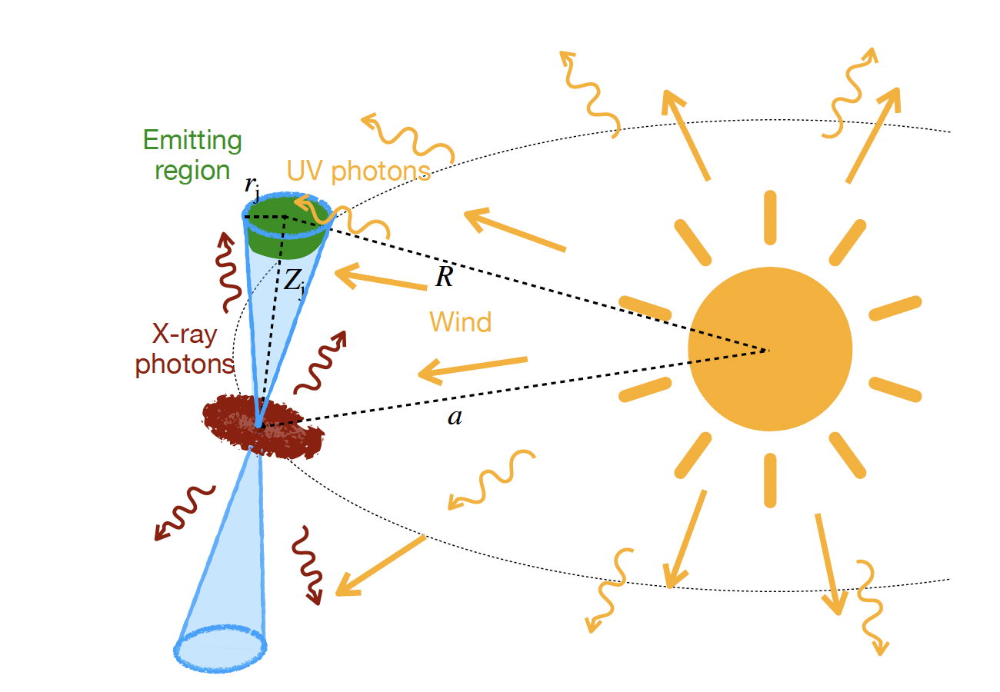 Emitting
region
r_j
UV photons
Z_j
R
Wind
X-ray
photons
a